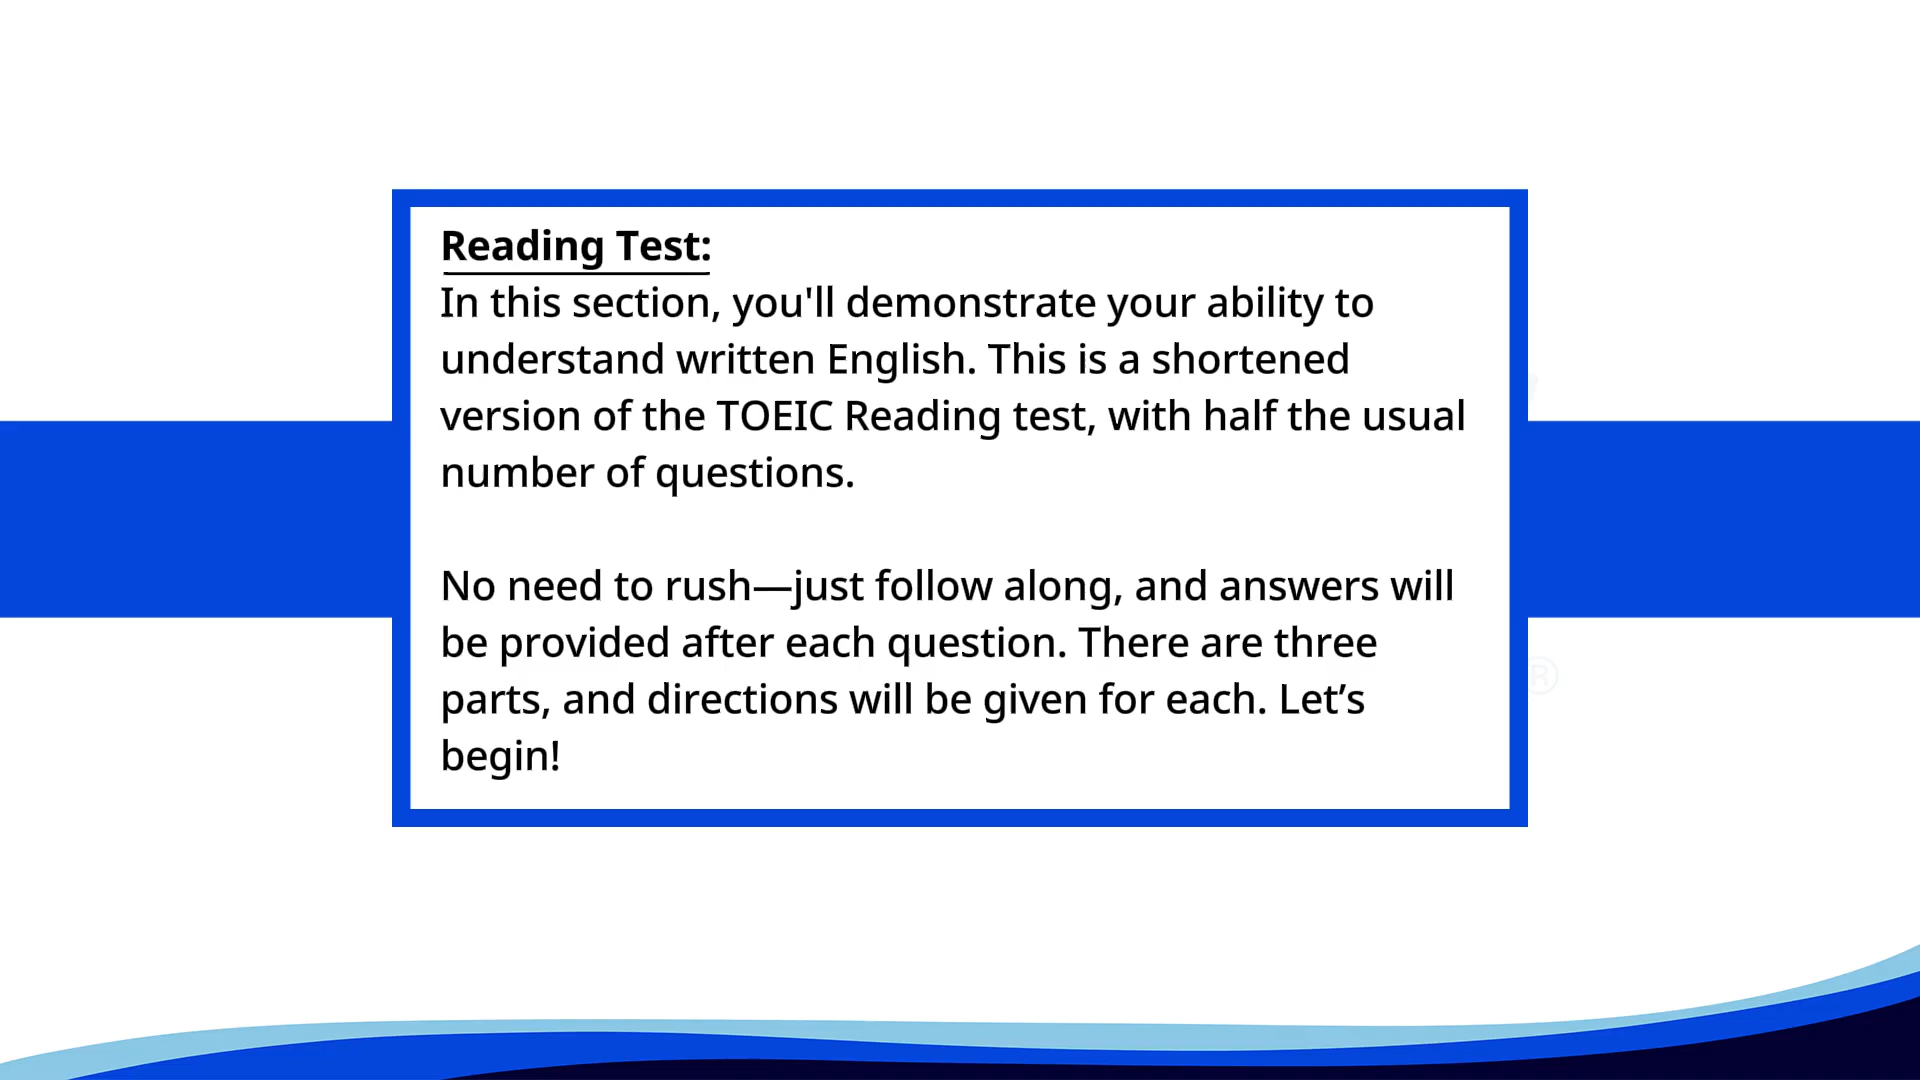 Reading Test:
In this section, you'll demonstrate your ability to
understand written English. This is a shortened
version of the TOEIC Reading test, with half the usual
number of questions.
No need to rush—just follow along, and answers will
be provided after each question. There are three
parts, and directions will be given for each. Let’s
begin!
®